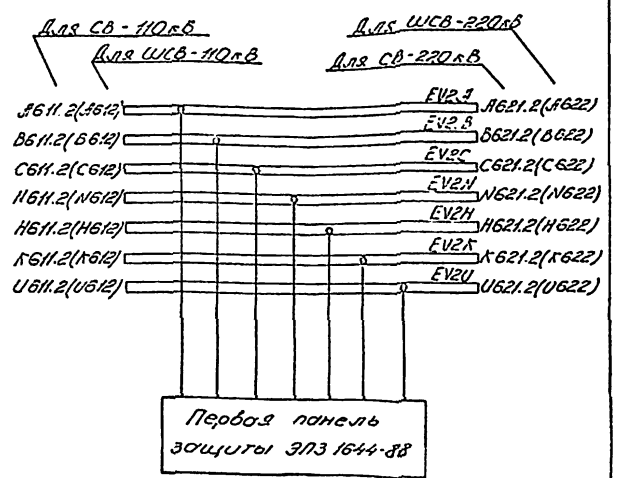 Для СВ-110кВ
Для ШСВ-110кВ
Для ШСВ-220кВ
Для СВ-220кВ
A611.2(A612) EV2.A A621.2(A622)
B611.2(B612) EV2.B B621.2(B622)
C611.2(C612) EV2C C621.2(C622)
N611.2(N612) EV2N N621.2(N622)
H611.2(H612) EV2H H621.2(H622)
K611.2(K612) EV2K K621.2(K622)
U611.2(U612) EV2U U621.2(U622)
Первая панель
защиты ЭПЗ 1644-88